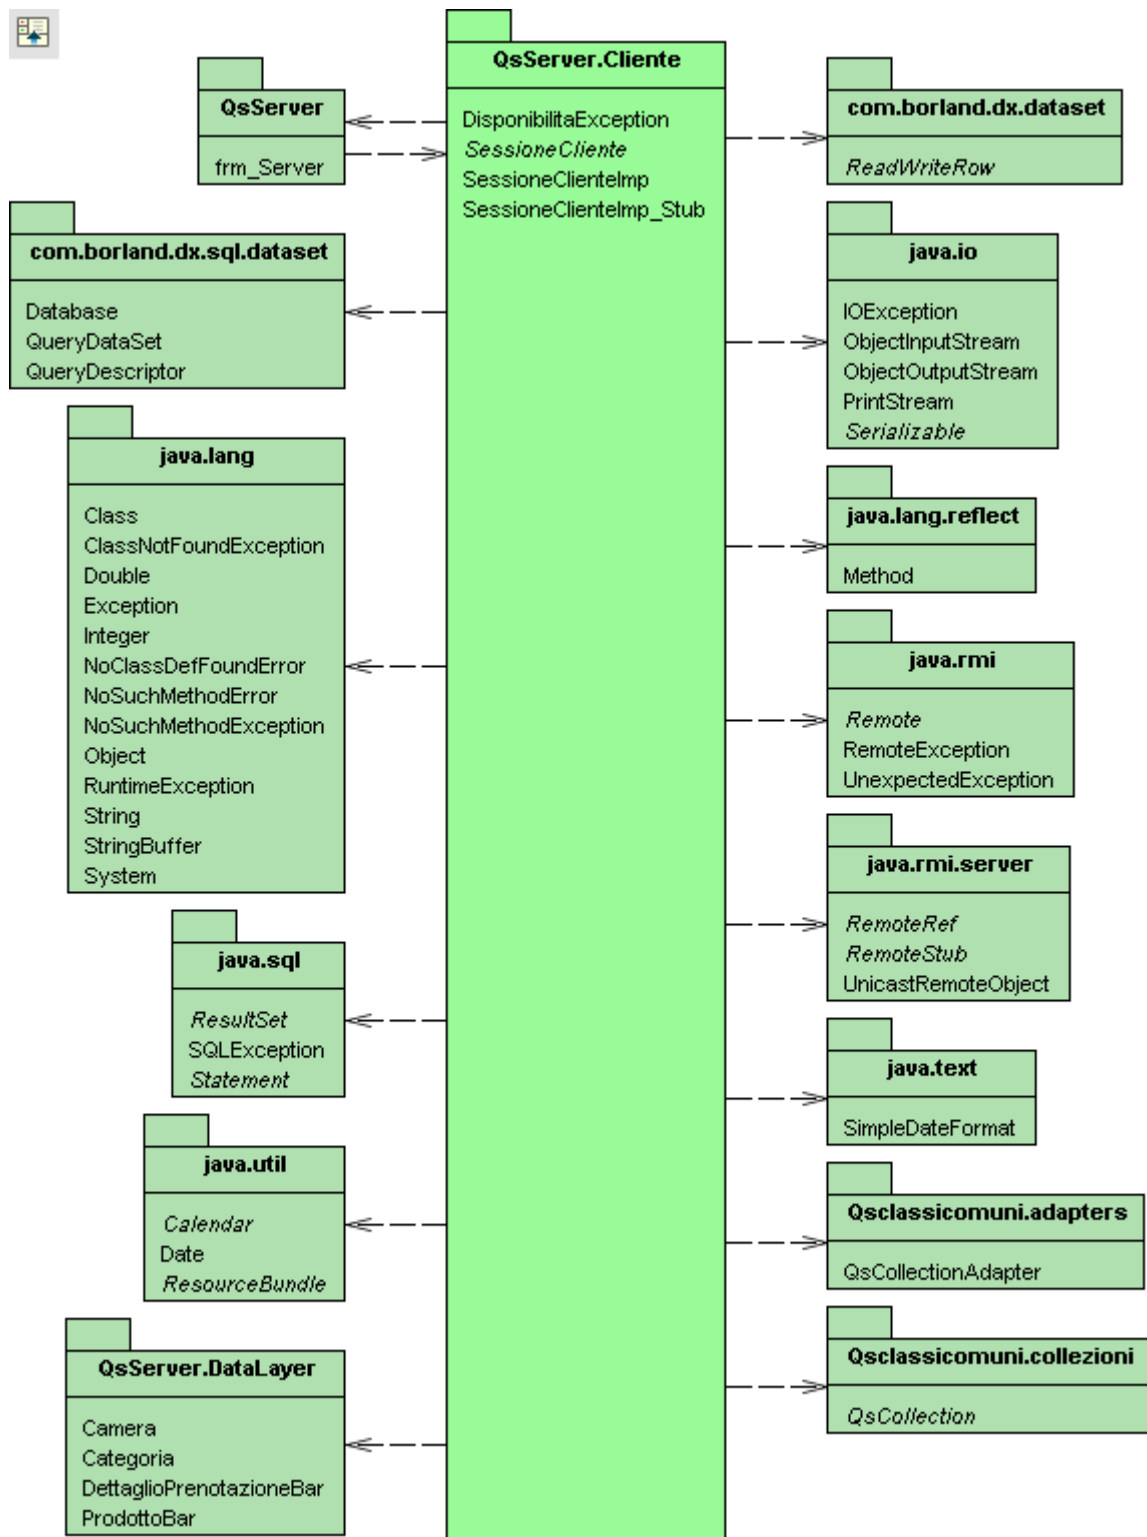 QsServer.Cliente
DisponibilitaException
SessioneCliente
SessioneClienteImp
SessioneClienteImp_Stub
QsServer
frm_Server
com.borland.dx.sql.dataset
Database
QueryDataSet
QueryDescriptor
java.lang
Class
ClassNotFoundException
Double
Exception
Integer
NoClassDefFoundError
NoSuchMethodError
NoSuchMethodException
Object
RuntimeException
String
StringBuffer
System
java.sql
ResultSet
SQLException
Statement
java.util
Calendar
Date
ResourceBundle
QsServer.DataLayer
Camera
Categoria
DettaglioPrenotazioneBar
ProdottoBar
com.borland.dx.dataset
ReadWriteRow
java.io
IOException
ObjectInputStream
ObjectOutputStream
PrintStream
Serializable
java.lang.reflect
Method
java.rmi
Remote
RemoteException
UnexpectedException
java.rmi.server
RemoteRef
RemoteStub
UnicastRemoteObject
java.text
SimpleDateFormat
Qsclassicomuni.adapters
QsCollectionAdapter
Qsclassicomuni.collezioni
QsCollection